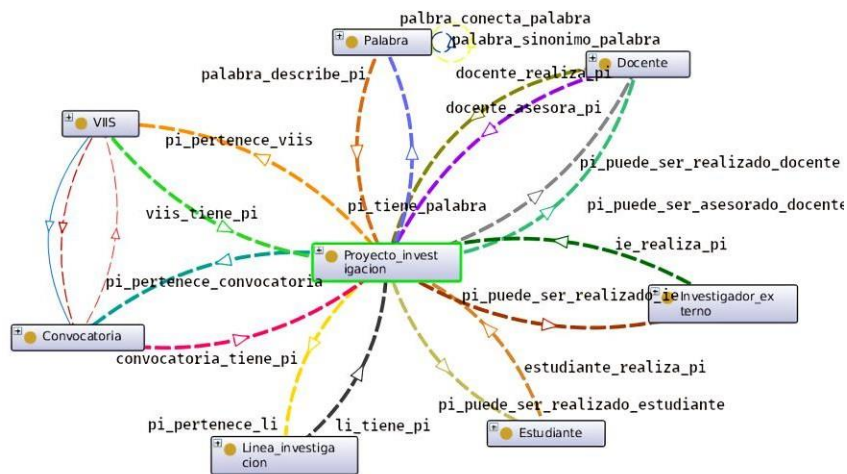 palbra_conecta_palabra
Palabra
palabra_sinonimo_palabra
Docente
palabra_describe_pi
docente_realiza_pi
docente_asesora_pi
VIIS
pi_pertenece_viis
pi_puede_ser_realizado_docente
viis_tiene_pi
pi_tiene_palabra
pi_puede_ser_asesorado_docente
ie_realiza_pi
Proyecto_invest
igacion
pi_pertenece_convocatoria
pi_puede_ser_realizado_ie
Investigador_ex
terno
Convocatoria
convocatoria_tiene_pi
estudiante_realiza_pi
pi_puede_ser_realizado_estudiante
pi_pertenece_li
li_tiene_pi
Estudiante
Linea_investiga
cion